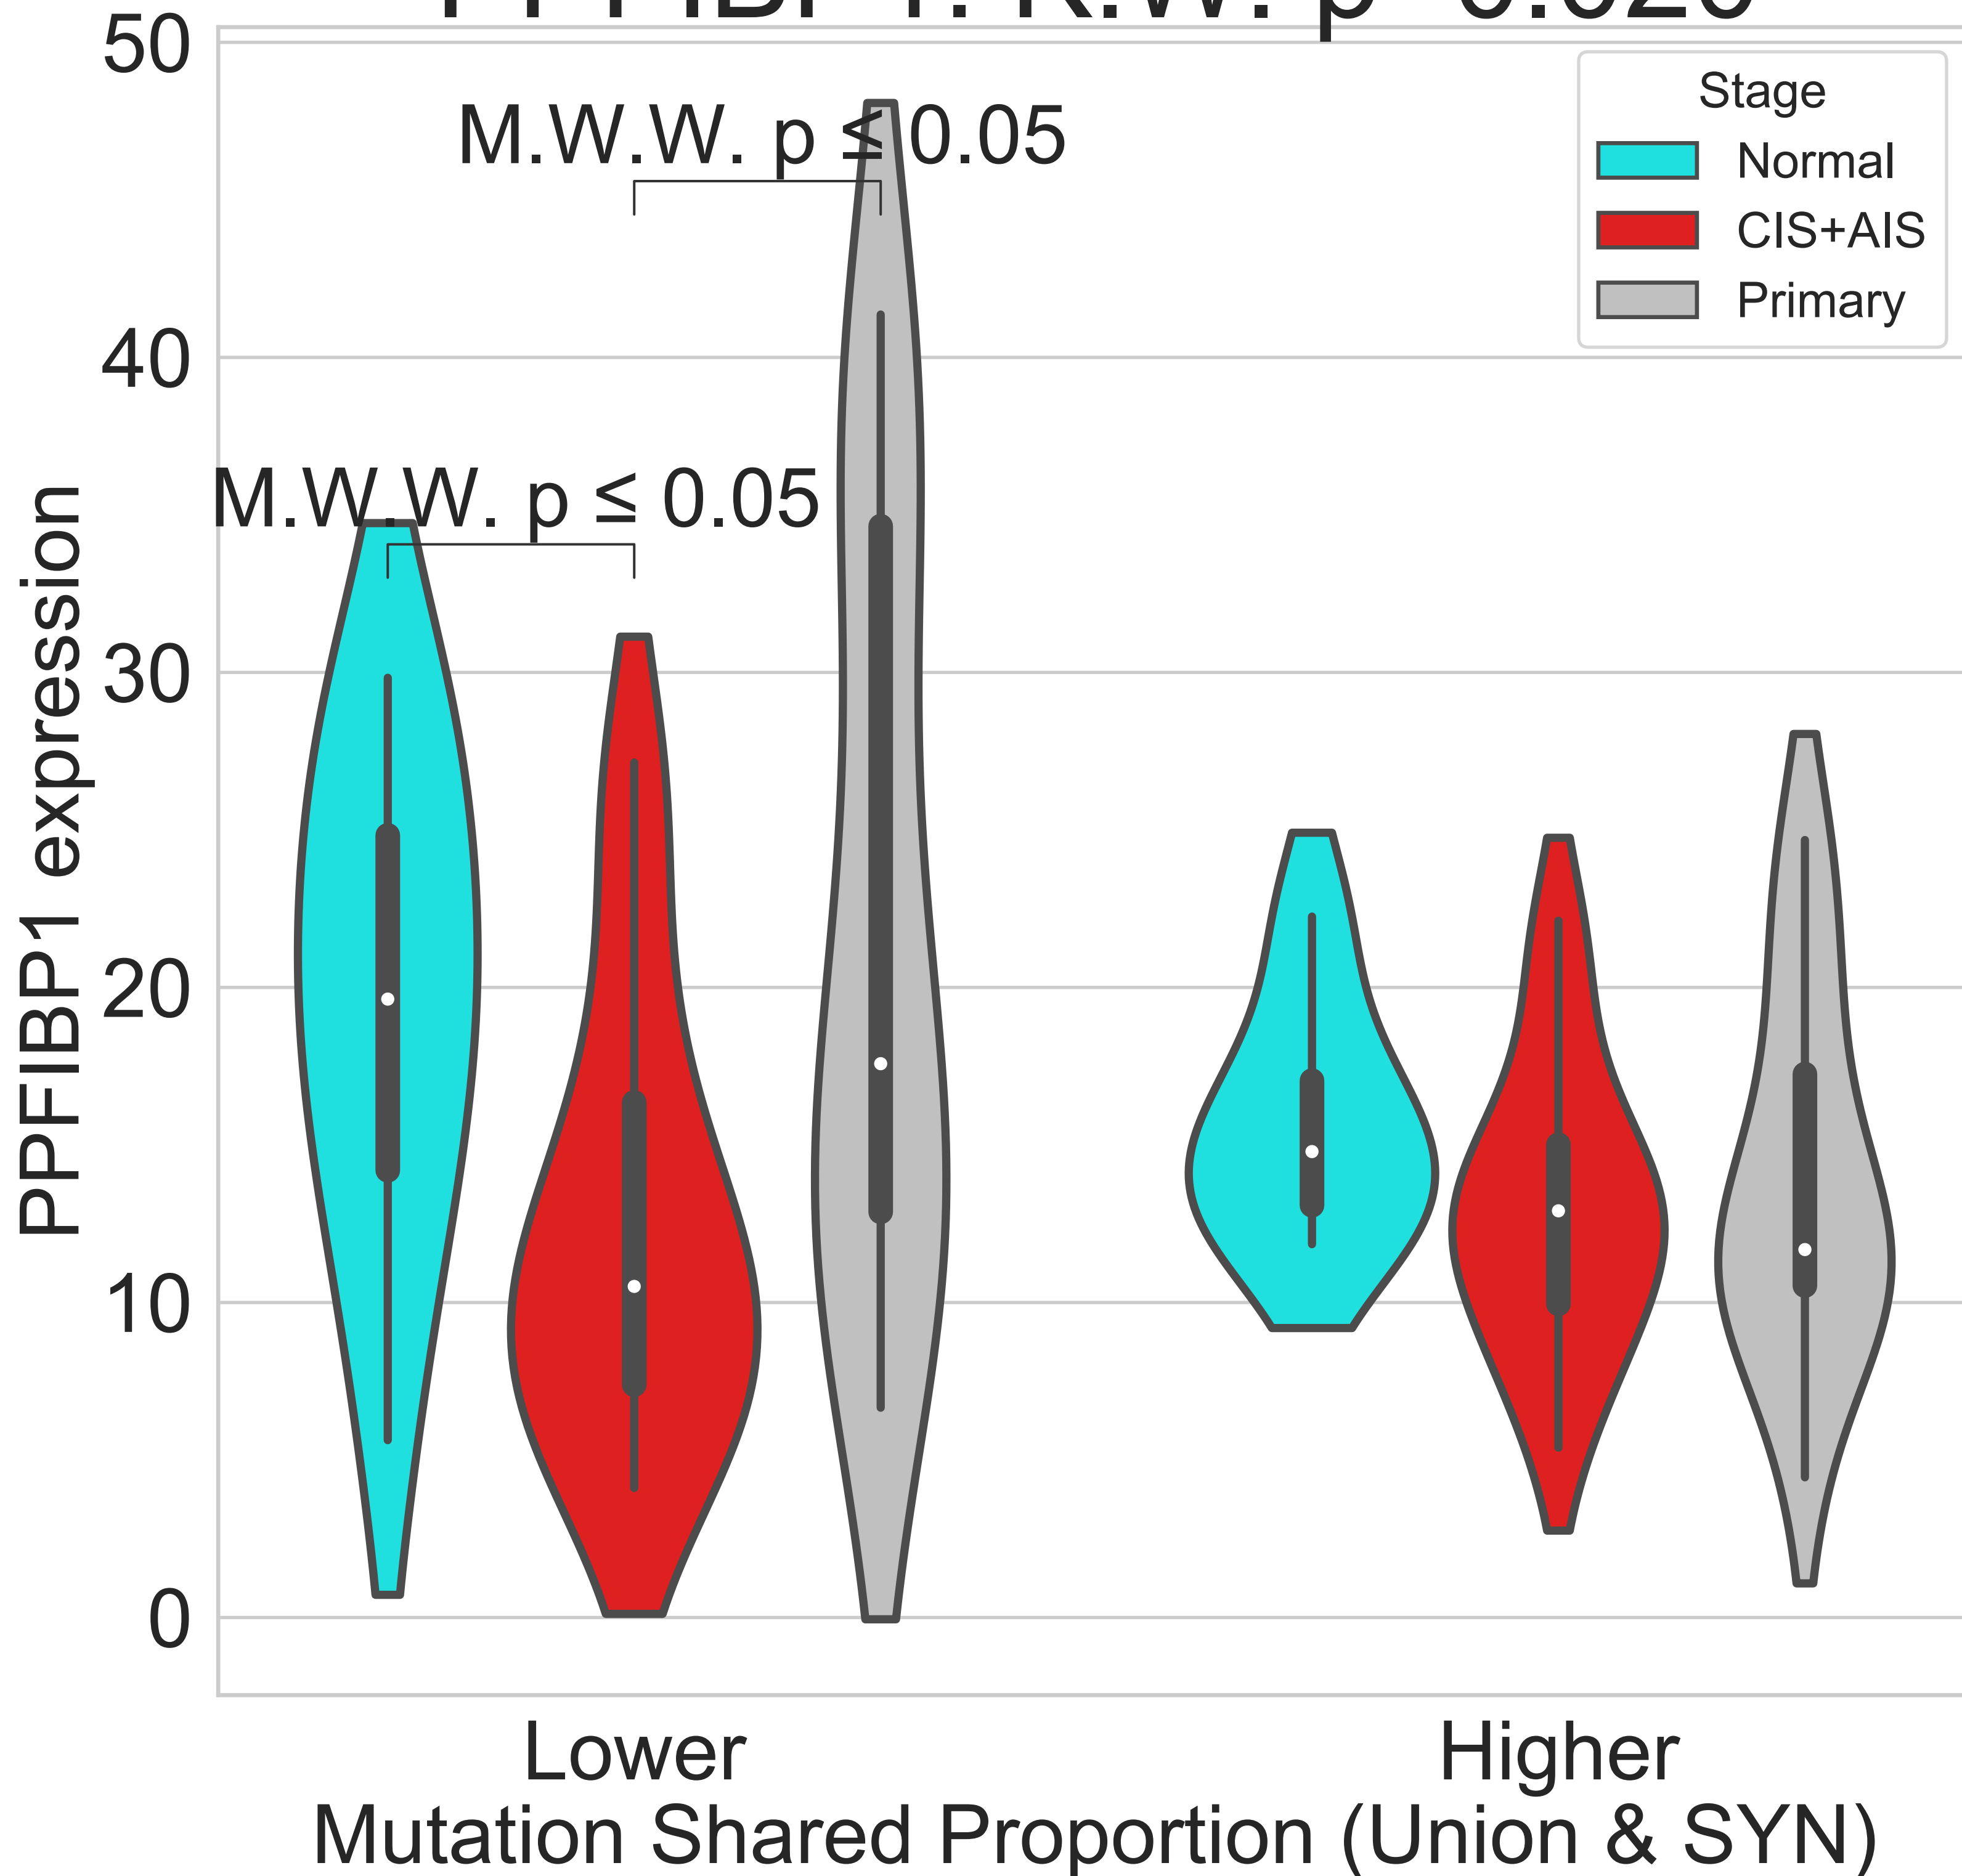 50
Stage
Normal
CIS+AIS
Primary
M.W.W. p ≤ 0.05
40
M.W.W. p ≤ 0.05
30
20
10
0
PPFIBP1 expression
Lower
Higher
Mutation Shared Proportion (Union & SYN)